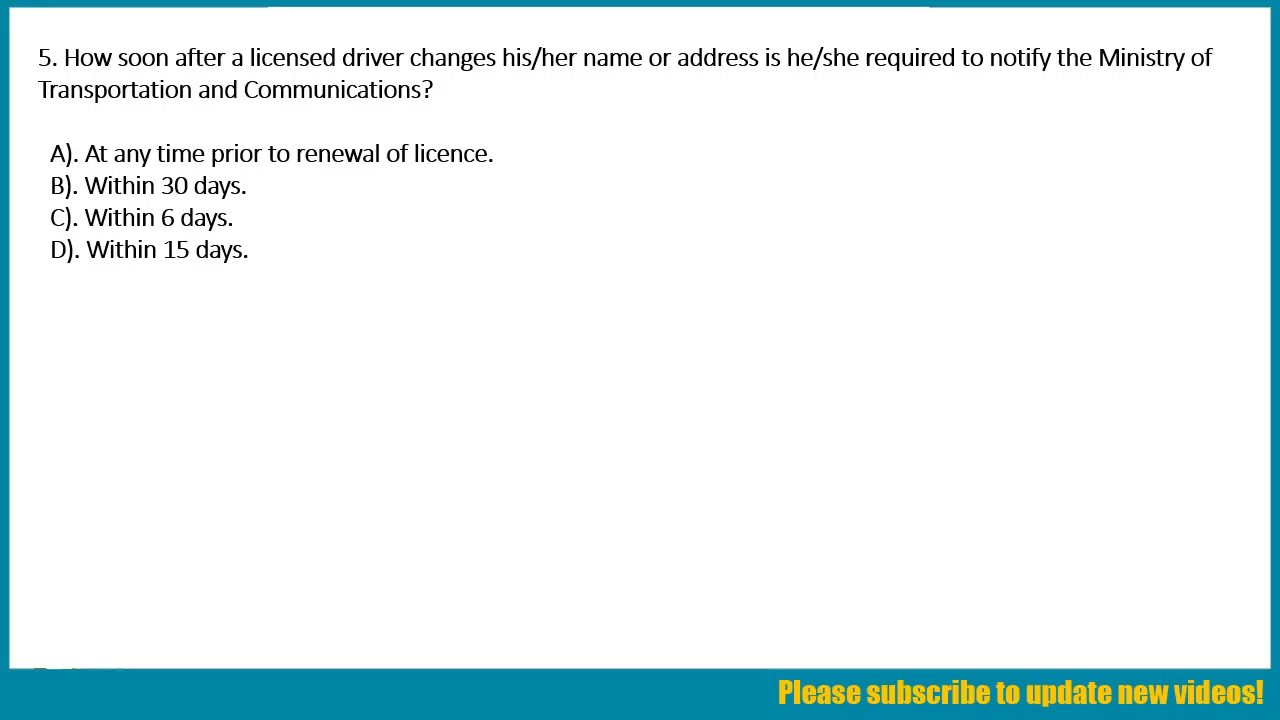 5. How soon after a licensed driver changes his/her name or address is he/she required to notify the Ministry of
Transportation and Communications?
A). At any time prior to renewal of licence.
B). Within 30 days.
C). Within 6 days.
D). Within 15 days.
Please subscribe to update new videos!